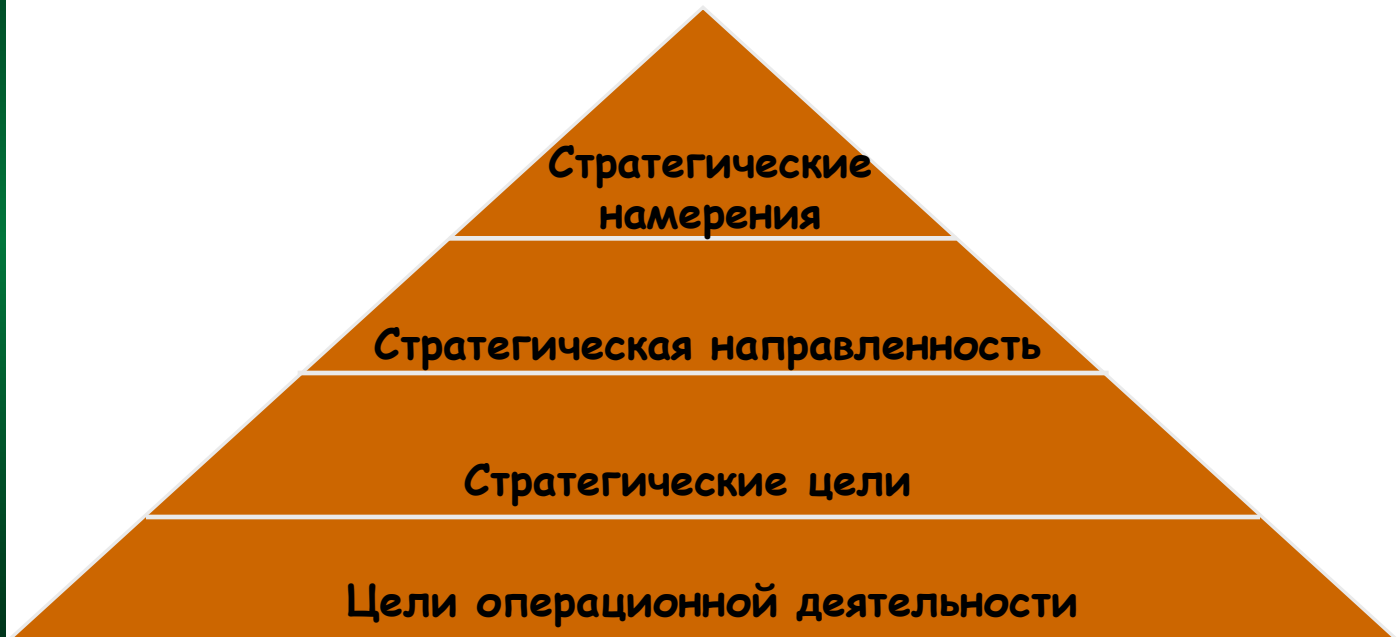 Стратегические
намерения
Стратегическая направленность
Стратегические цели
Цели операционной деятельности